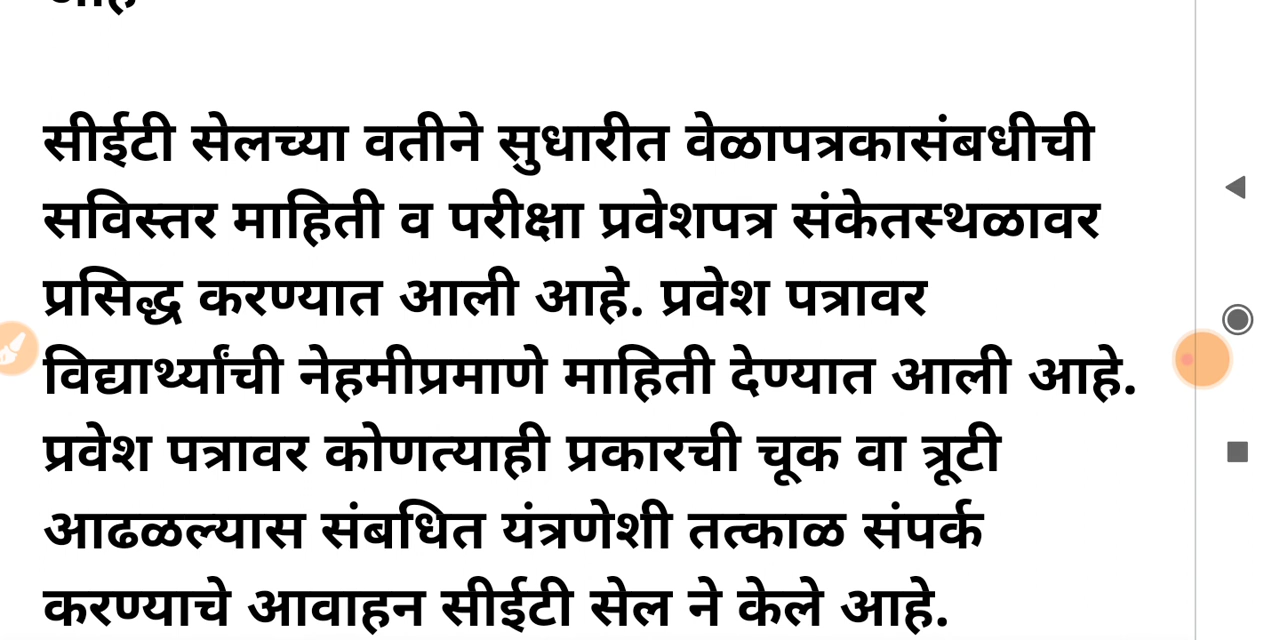 सीईटी सेलच्या वतीने सुधारीत वेळापत्रकासंबधीची
सविस्तर माहिती व परीक्षा प्रवेशपत्र संकेतस्थळावर
प्रसिद्ध करण्यात आली आहे. प्रवेश पत्रावर
विद्यार्थ्यांची नेहमीप्रमाणे माहिती देण्यात आली आहे.
प्रवेश पत्रावर कोणत्याही प्रकारची चूक वा त्रूटी
आढळल्यास संबधित यंत्रणेशी तत्काळ संपर्क
करण्याचे आवाहन सीईटी सेल ने केले आहे.